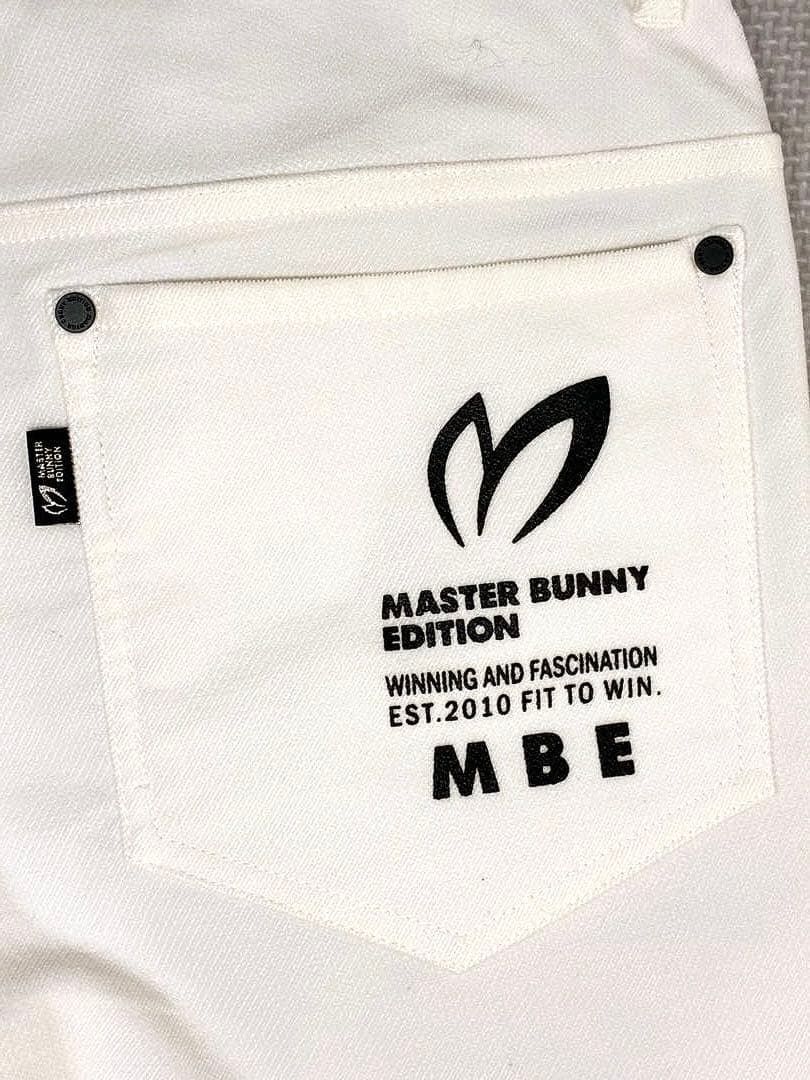 MASTER BUNNY
EDITION
WINNING AND FASCINATION
EST.2010 FIT TO WIN.
MBE
MASTER
BUNNY
EDITION